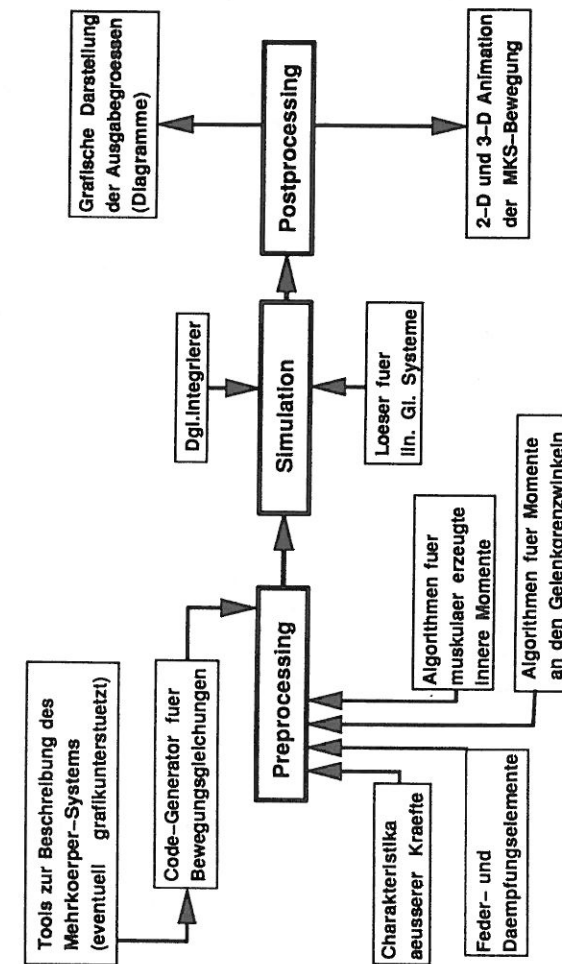 Tools zur Beschreibung des
Mehrkoerper-Systems
(eventuell grafikunterstuetzt)
Code-Generator fuer
Bewegungsgleichungen
Preprocessing
Charakteristika
aeusserer Kraefte
Feder- und
Daempfungselemente
Algorithmen fuer
muskulaer erzeugte
Innere Momente
Algorithmen fuer Momente
an den Gelenkgrenzwinkeln
Dgl.Integrierer
Simulation
Loeser fuer
lin. Gl. Systeme
Grafische Darstellung
der Ausgabegroessen
(Diagramme)
Postprocessing
2-D und 3-D Animation
der MKS-Bewegung